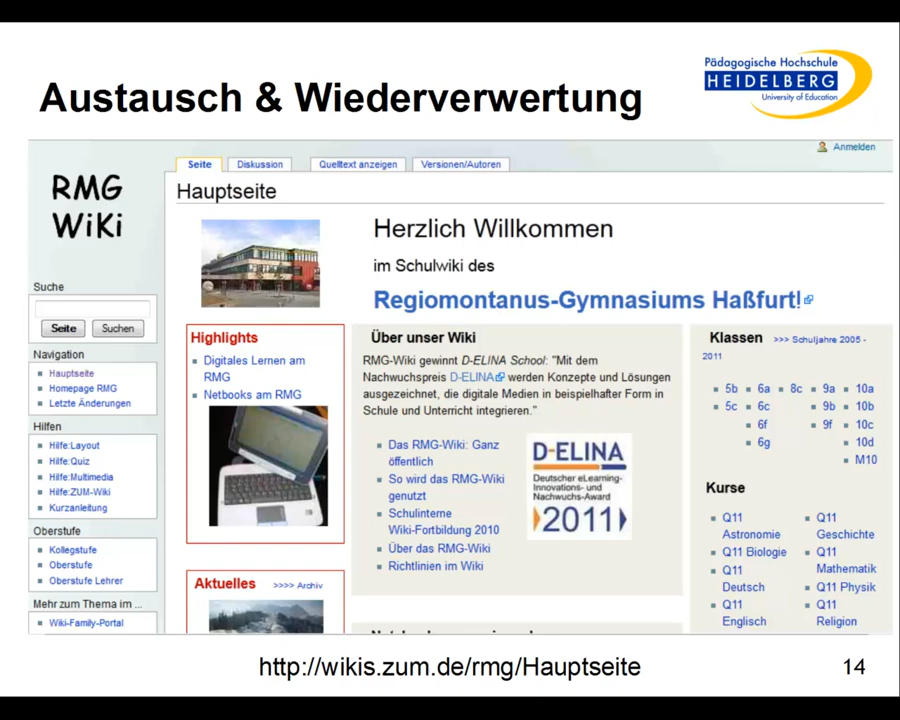 Austausch & Wiederverwertung
Pädagogische Hochschule
HEIDELBERG
University of Education
Anmelden
Seite
Diskussion
Quelltext anzeigen
Versionen/Autoren
RMG
WiKi
Hauptseite
Herzlich Willkommen
im Schulwiki des
Regiomontanus-Gymnasiums Haßfurt!
Suche
Seite
Suchen
Navigation
Hauptseite
Homepage RMG
Letzte Änderungen
Hilfen
Hilfe:Layout
Hilfe:Quiz
Hilfe:Multimedia
Hilfe:ZUM-Wiki
Kurzanleitung
Oberstufe
Kollegstufe
Oberstufe
Oberstufe Lehrer
Mehr zum Thema im ...
Wiki-Family-Portal
Highlights
Digitales Lernen am
RMG
Netbooks am RMG
Aktuelles >>>> Archiv
Über unser Wiki
RMG-Wiki gewinnt D-ELINA School: "Mit dem
Nachwuchspreis D-ELINA werden Konzepte und Lösungen
ausgezeichnet, die digitale Medien in beispielhafter Form in
Schule und Unterricht integrieren."
Das RMG-Wiki: Ganz
öffentlich
So wird das RMG-Wiki
genutzt
Schulinterne
Wiki-Fortbildung 2010
Über das RMG-Wiki
Richtlinien im Wiki
D-ELINA
Deutscher eLearning-
Innovations- und
Nachwuchs-Award
2011
Klassen >>> Schuljahre 2005 -
2011
5b 6a 8c 9a 10a
5c 6c 9b 10b
6f 9f 10c
6g 10d
M10
Kurse
Q11
Astronomie
Q11 Biologie
Q11
Deutsch
Q11
Englisch
Q11
Geschichte
Q11
Mathematik
Q11 Physik
Q11
Religion
http://wikis.zum.de/rmg/Hauptseite
14